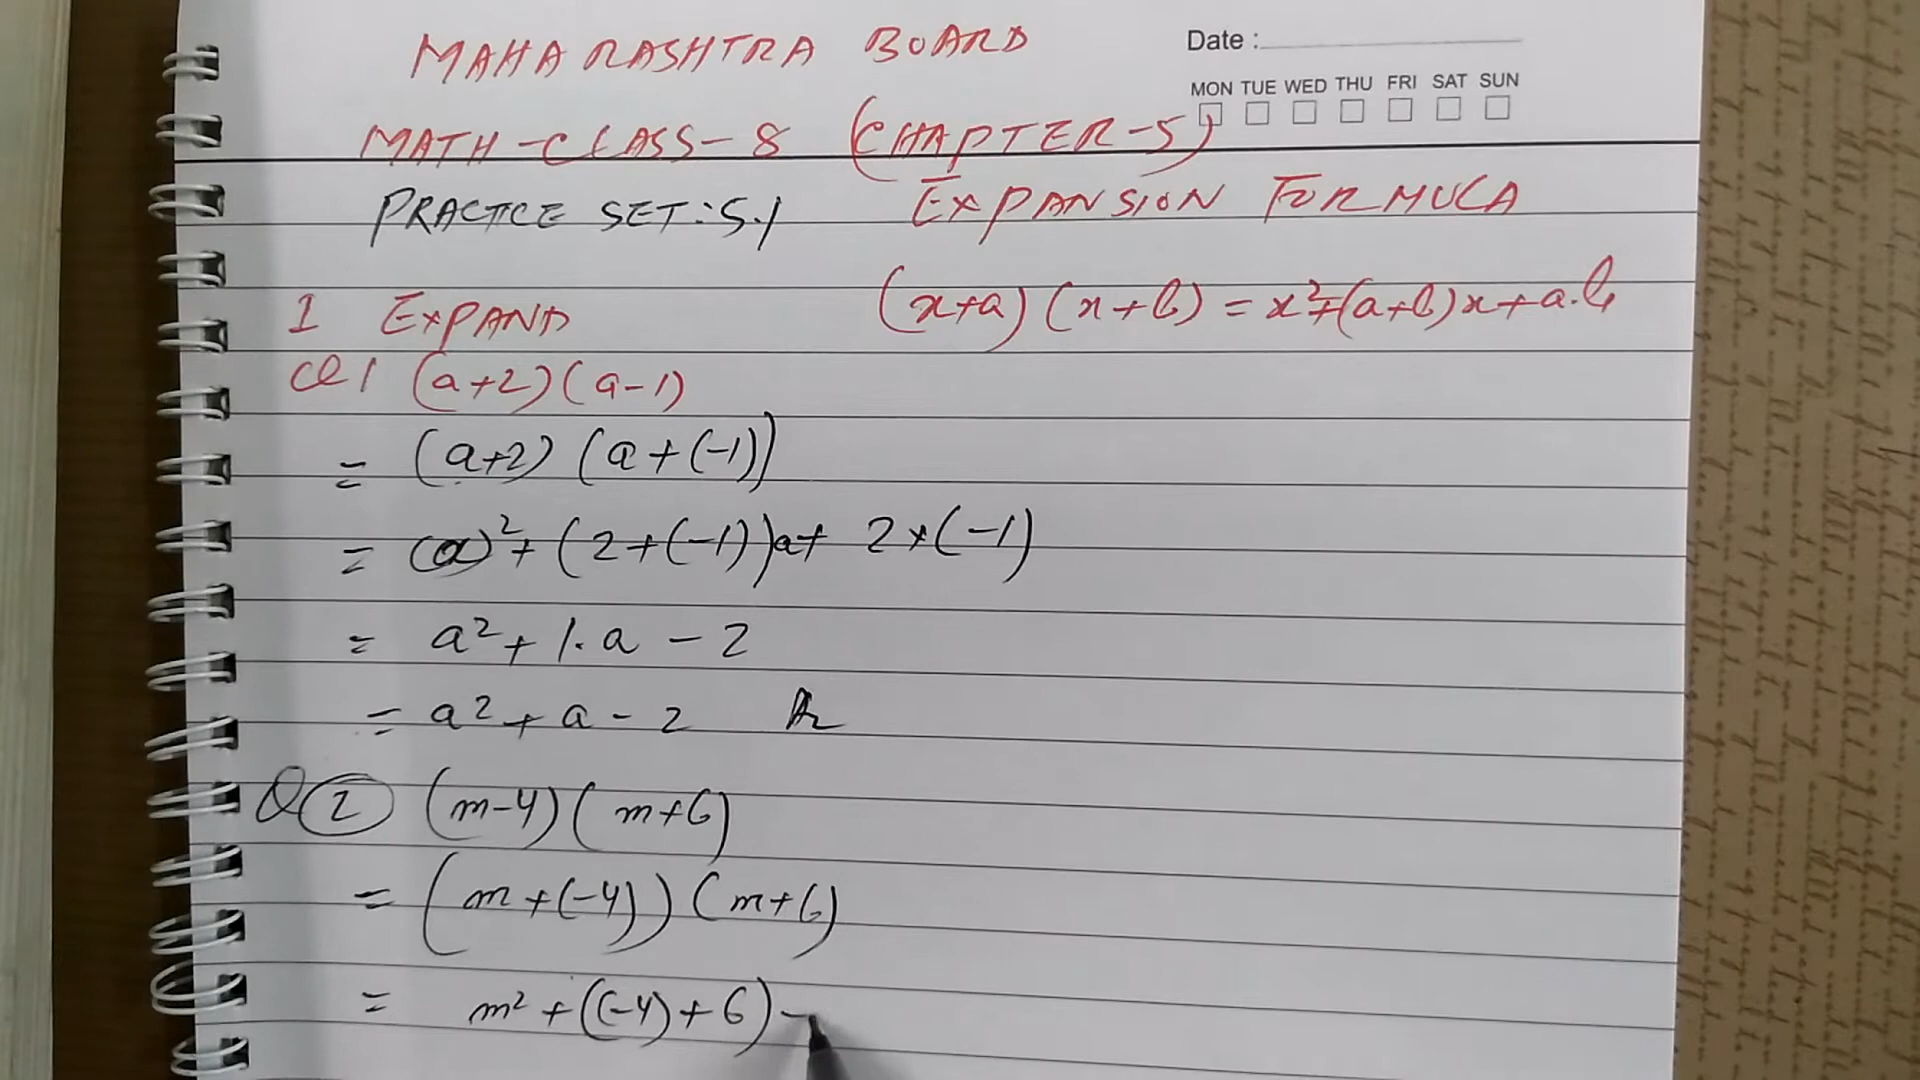 MAHARASHTRA BOARD
Date :
MON TUE WED THU FRI SAT SUN
MATH-CLASS-8 (CHAPTER-5)
PRACTICE SET:5.1 EXPANSION FORMULA
1 EXPAND (x+a)(x+b) = x²+(a+b)x+a.b
Q1 (a+2)(a-1)
= (a+2) (a+(-1))
= (a)²+(2+(-1))a+ 2×(-1)
= a²+1.a-2
= a²+a-2
Q2 (m-4)(m+6)
= (m+(-4))(m+6)
= m²+((-4)+6)